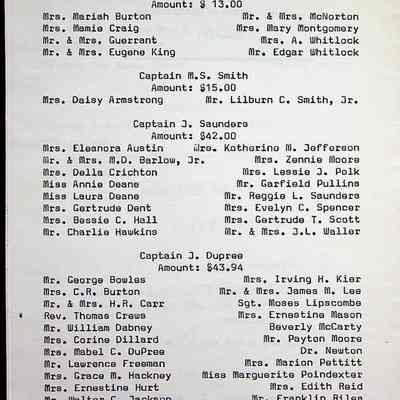 Amount: $ 13.00
Mrs. Mariah Burton Mr. & Mrs. McNorton
Mrs. Mamie Craig Mrs. Mary Montgomery
Mr. & Mrs. Guerrant Mrs. A. Whitlock
Mr. & Mrs. Eugene King Mr. Edgar Whitlock
Captain M.S. Smith
Amount: $15.00
Mrs. Daisy Armstrong Mr. Lilburn C. Smith, Jr.
Captain J. Saunders
Amount: $42.00
Mrs. Eleanora Austin Mrs. Katherine M. Jefferson
Mr. & Mrs. M.D. Barlow, Jr. Mrs. Zennie Moore
Mrs. Della Crichton Mrs. Lessie J. Polk
Miss Annie Deane Mr. Garfield Pullins
Miss Laura Deane Mr. Reggie L. Saunders
Mrs. Gertrude Dent Mrs. Evelyn C. Spencer
Mrs. Bessie C. Hall Mrs. Gertrude T. Scott
Mr. Charlie Hawkins Mr. & Mrs. J.L. Waller
Captain J. Dupree
Amount: $43.94
Mr. George Bowles Mrs. Irving H. Kier
Mrs. C.R. Burton Mr. & Mrs. James M. Lee
Mr. & Mrs. H.R. Carr Sgt. Moses Lipscombe
Rev. Thomas Crews Mrs. Ernestine Mason
Mr. William Dabney Beverly McCarty
Mrs. Corine Dillard Mr. Payton Moore
Mrs. Mabel C. DuPree Dr. Newton
Mr. Lawrence Freeman Mrs. Marion Pettitt
Mrs. Grace M. Hackney Miss Marguerite Poindexter
Mrs. Ernestine Hurt Mrs. Edith Reid
Mr. Walter C. Jackson Mr. Franklin Riles